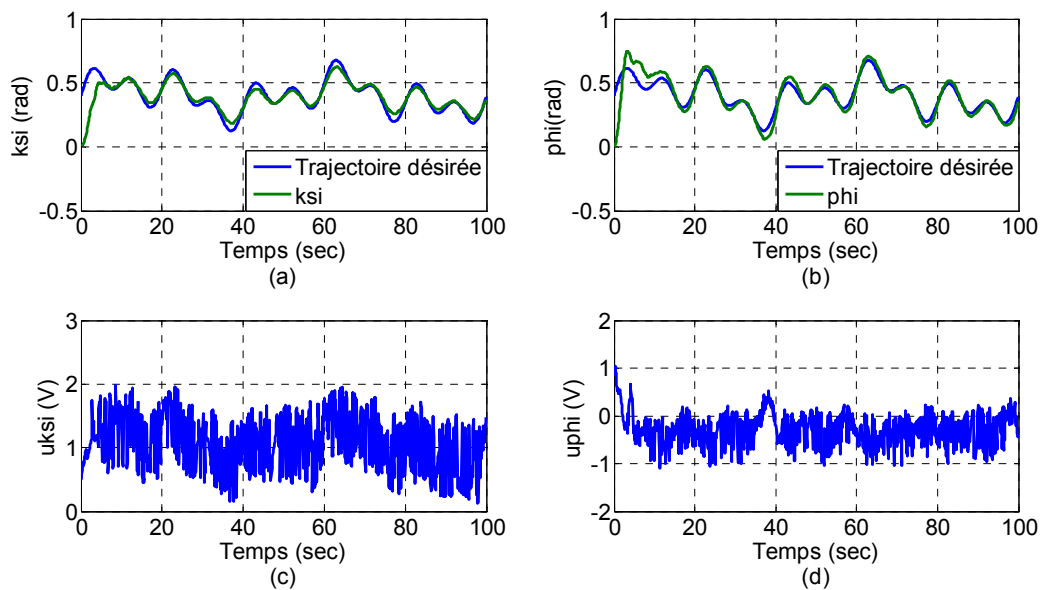 1
0.5
0
-0.5
ksi (rad)
Trajectoire désirée
ksi
0 20 40 60 80 100
Temps (sec)
(a)
1
0.5
0
-0.5
phi(rad)
Trajectoire désirée
phi
0 20 40 60 80 100
Temps (sec)
(b)
3
2
1
0
uksi (V)
0 20 40 60 80 100
Temps (sec)
(c)
2
1
0
-1
-2
uphi (V)
0 20 40 60 80 100
Temps (sec)
(d)